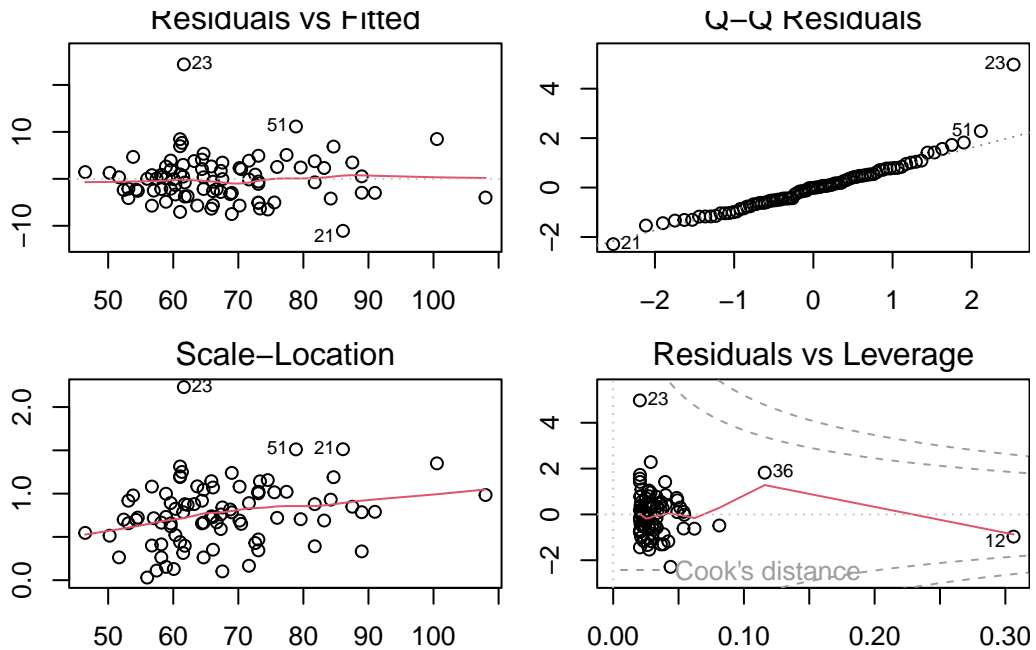 Residuals vs Fitted
23
51
21
10
−10
50 60 70 80 90 100
Q−Q Residuals
23
51
21
4
2
0
−2
−2 −1 0 1 2
Scale−Location
23
51 21
2.0
1.0
0.0
50 60 70 80 90 100
Residuals vs Leverage
23
36
12
Cook's distance
4
2
0
−2
0.00 0.10 0.20 0.30